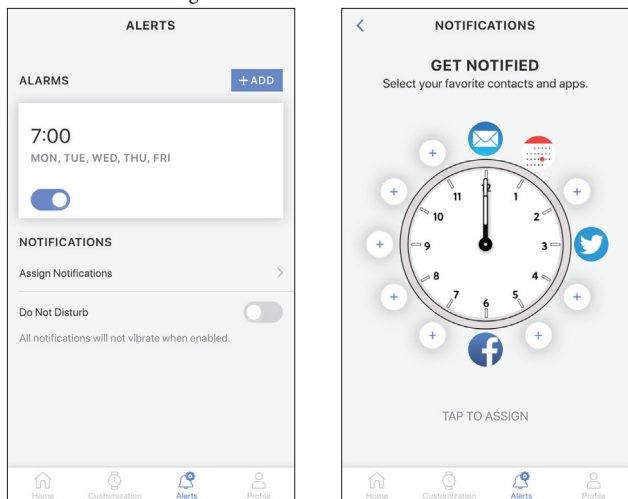 ALERTS
ALARMS
+ADD
7:00
MON, TUE, WED, THU, FRI
NOTIFICATIONS
Assign Notifications
Do Not Disturb
All notifications will not vibrate when enabled.
Home Customization Alerts Profile
NOTIFICATIONS
GET NOTIFIED
Select your favorite contacts and apps.
12
11 1
10 2
9 3
8 4
7 5
6
TAP TO ASSIGN
Home Customization Alerts Profile